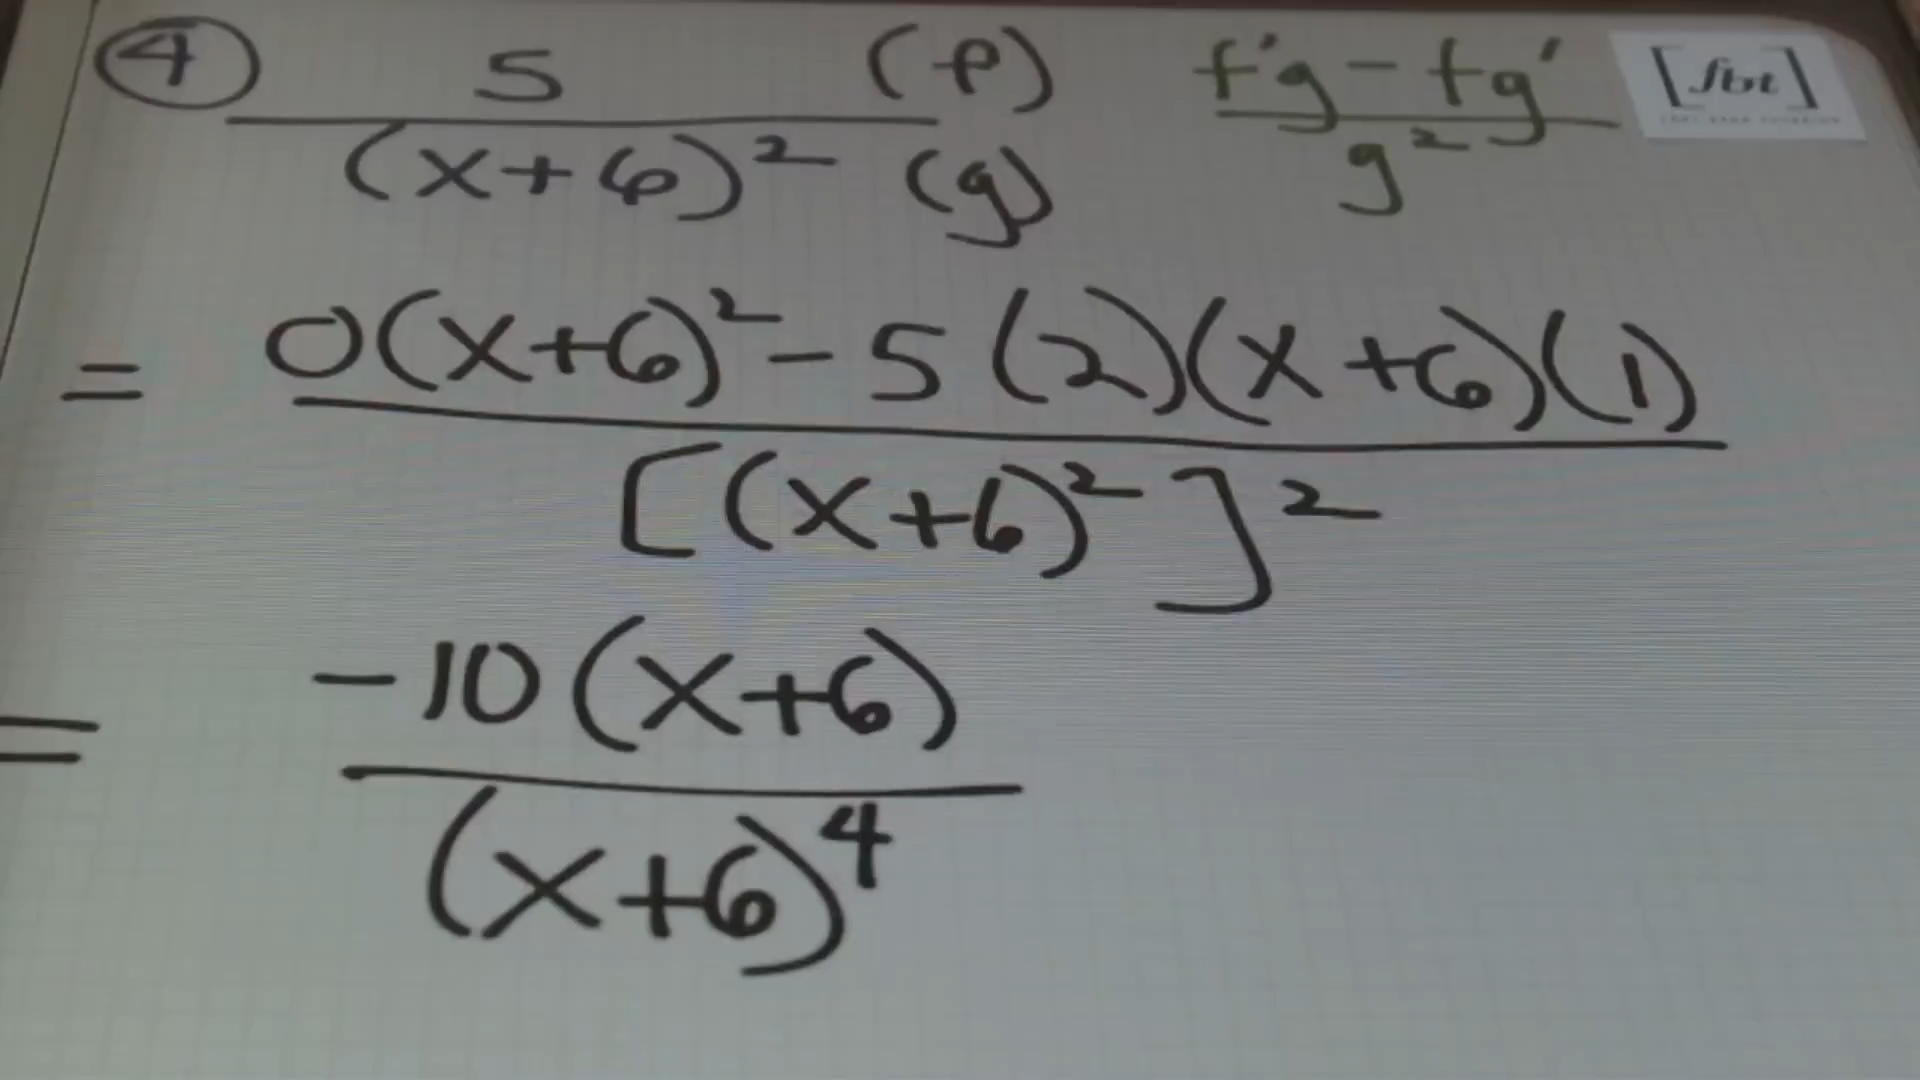 ④ 5 (f) f'g - fg' [fbt]
(x+6)² (g) g²
= 0(x+6)² - 5(2)(x+6)(1)
[(x+6)²]²
= -10(x+6)
(x+6)⁴